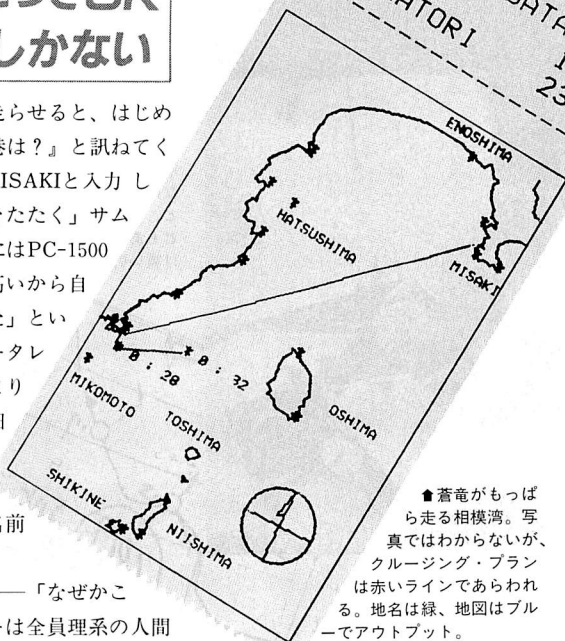 しかない
走らせると、はじめ
港は？』と訊ねてく
ISAKIと入力し
たたく」サム
にはPC-1500
高いから自
」とい
タレ
り
名前
―「なぜかこ
は全員理系の人間
ATORI
23
ENOSHIMA
HATSUSHIMA
MISAKI
8 : 28
8 : 32
MIKOMOTO
TOSHIMA
OSHIMA
SHIKINE
NIJSHIMA
蒼竜がもっぱ
ら走る相模湾。写
真ではわからないが、
クルージング・プラン
は赤いラインであらわれ
る。地名は緑、地図はブル
ーでアウトプット。